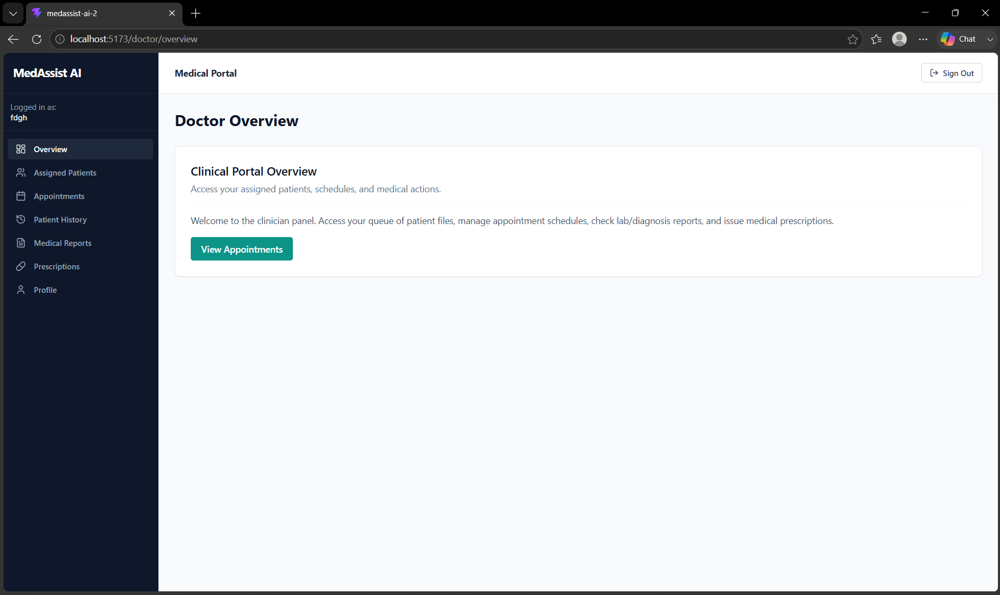 medassist-ai-2
localhost:5173/doctor/overview
Chat
MedAssist AI
Medical Portal
Sign Out
Logged in as:
fdgh
Overview
Assigned Patients
Appointments
Patient History
Medical Reports
Prescriptions
Profile
Doctor Overview
Clinical Portal Overview
Access your assigned patients, schedules, and medical actions.
Welcome to the clinician panel. Access your queue of patient files, manage appointment schedules, check lab/diagnosis reports, and issue medical prescriptions.
View Appointments